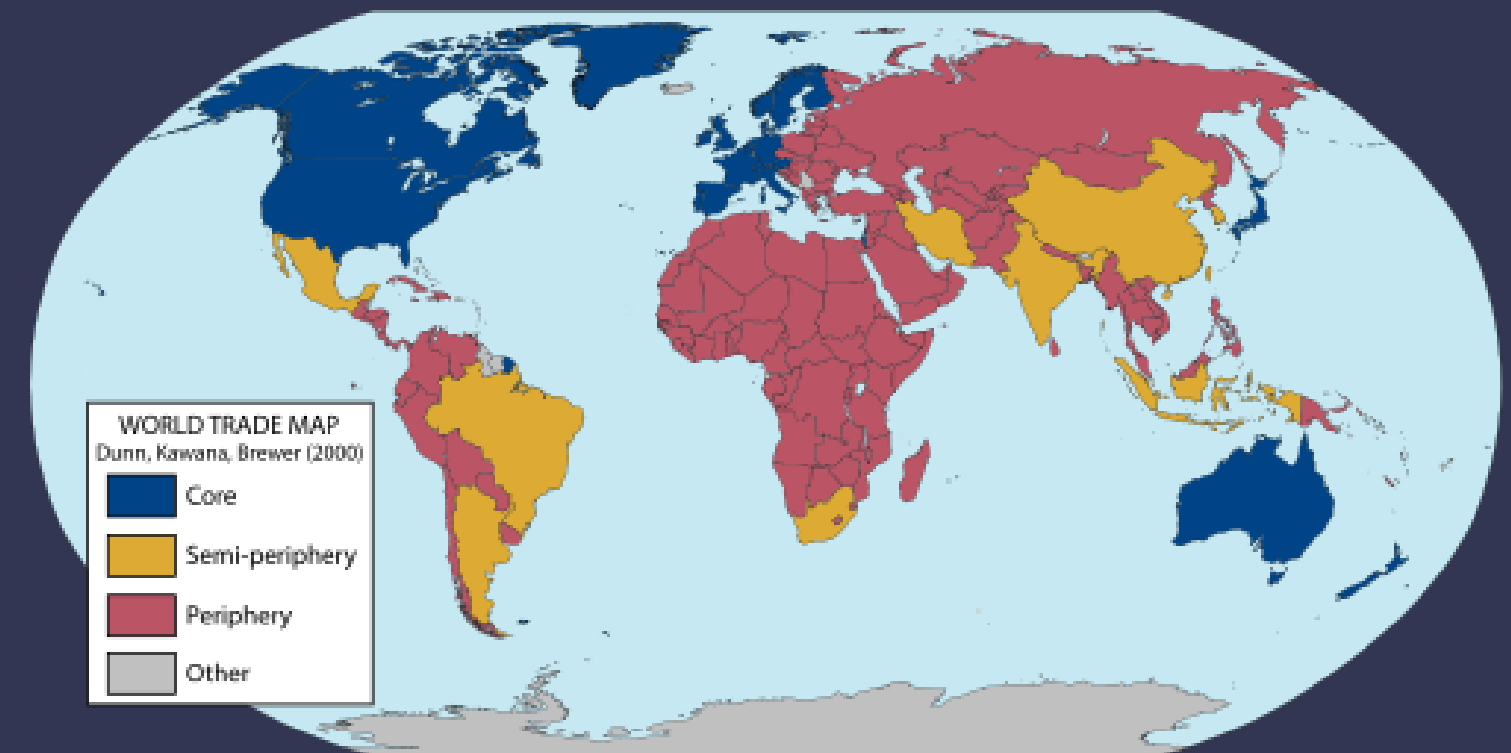 WORLD TRADE MAP
Dunn, Kawana, Brewer (2000)
Core
Semi-periphery
Periphery
Other